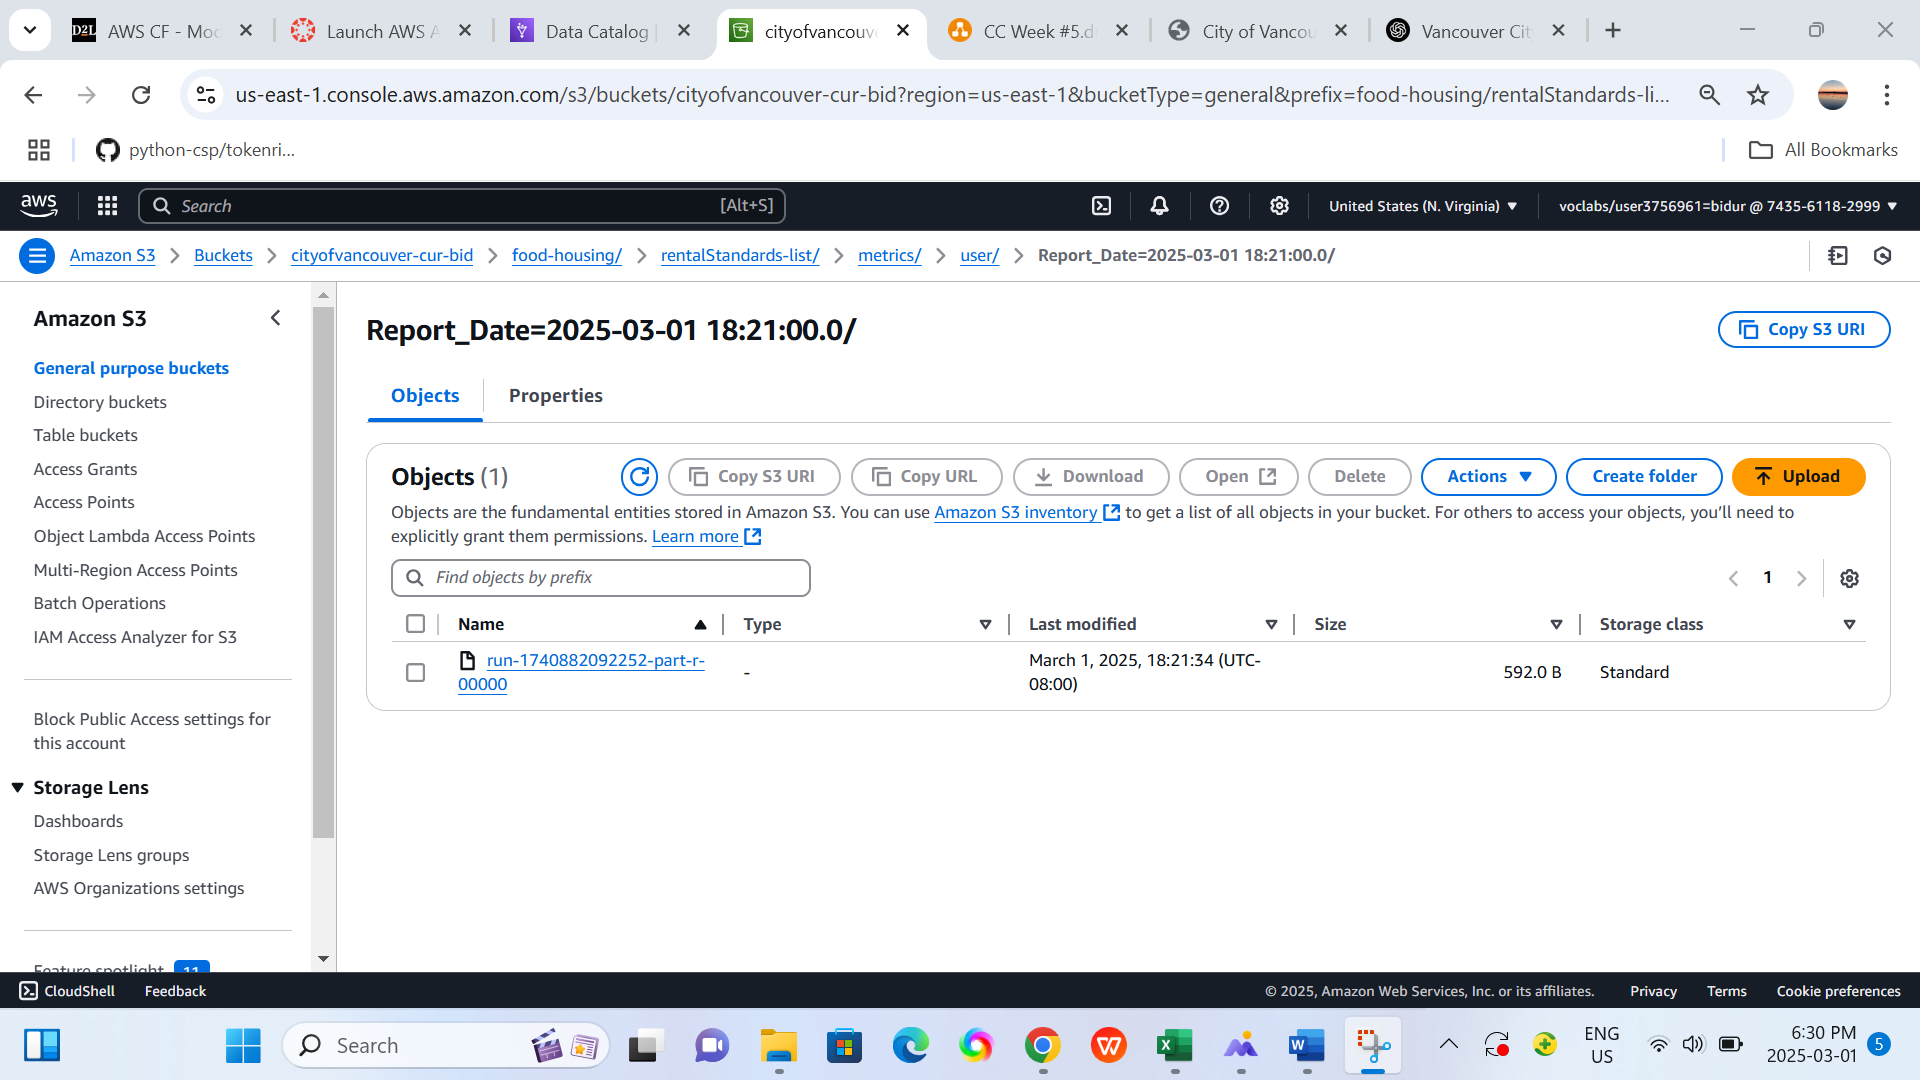 D2L AWS CF - Moc
Launch AWS A
Data Catalog
cityofvancouv
CC Week #5.d
City of Vancou
Vancouver Cit
us-east-1.console.aws.amazon.com/s3/buckets/cityofvancouver-cur-bid?region=us-east-1&bucketType=general&prefix=food-housing/rentalStandards-li...
python-csp/tokenri...
All Bookmarks
aws
Search
[Alt+S]
United States (N. Virginia)
voclabs/user3756961=bidur @ 7435-6118-2999
Amazon S3
Buckets
cityofvancouver-cur-bid
food-housing/
rentalStandards-list/
metrics/
user/
Report_Date=2025-03-01 18:21:00.0/
Amazon S3
General purpose buckets
Directory buckets
Table buckets
Access Grants
Access Points
Object Lambda Access Points
Multi-Region Access Points
Batch Operations
IAM Access Analyzer for S3
Block Public Access settings for
this account
Storage Lens
Dashboards
Storage Lens groups
AWS Organizations settings
Feature spotlight 11
Report_Date=2025-03-01 18:21:00.0/
Copy S3 URI
Objects
Properties
Objects (1)
Copy S3 URI
Copy URL
Download
Open
Delete
Actions
Create folder
Upload
Objects are the fundamental entities stored in Amazon S3. You can use Amazon S3 inventory to get a list of all objects in your bucket. For others to access your objects, you'll need to
explicitly grant them permissions. Learn more
Find objects by prefix
1
Name
Type
Last modified
Size
Storage class
run-1740882092252-part-r-
00000
-
March 1, 2025, 18:21:34 (UTC-
08:00)
592.0 B
Standard
CloudShell
Feedback
© 2025, Amazon Web Services, Inc. or its affiliates.
Privacy
Terms
Cookie preferences
Search
ENG
US
6:30 PM
2025-03-01
5